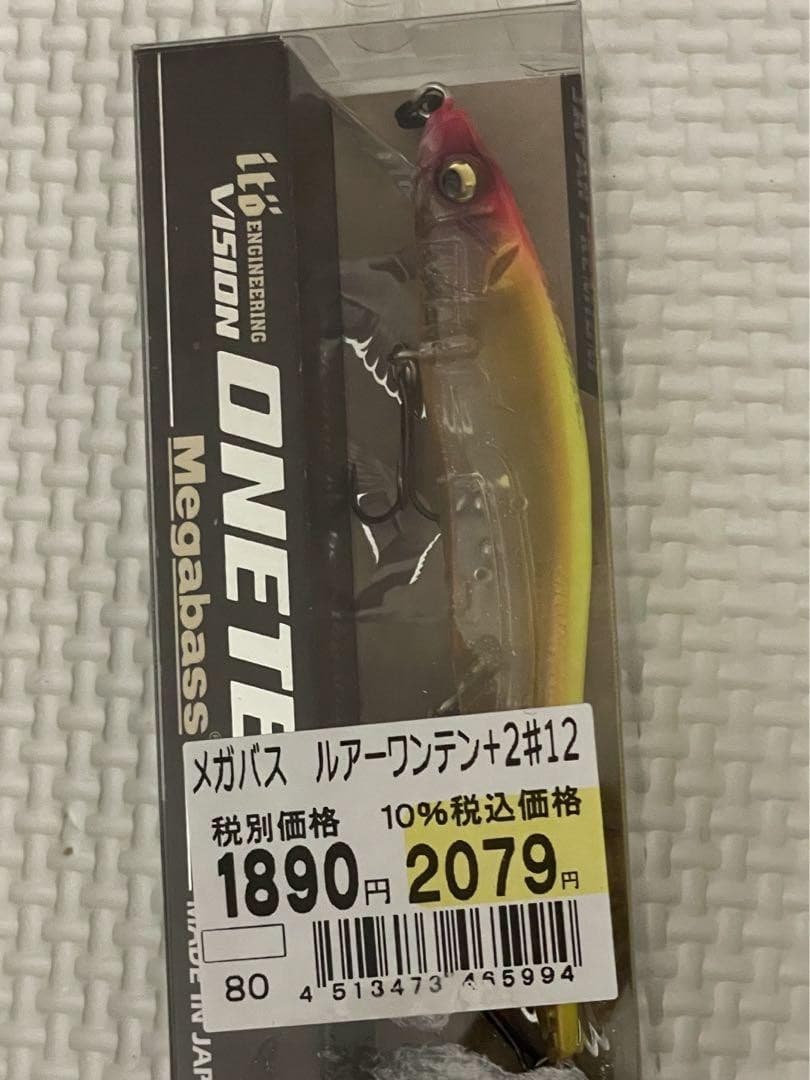 itö
ENGINEERING
VISION
ONETE
Megabass
メガバス ルアーワンテン+2#12
税別価格 10%税込価格
1890円 2079円
80
4 513473 465994
MADE IN JAP